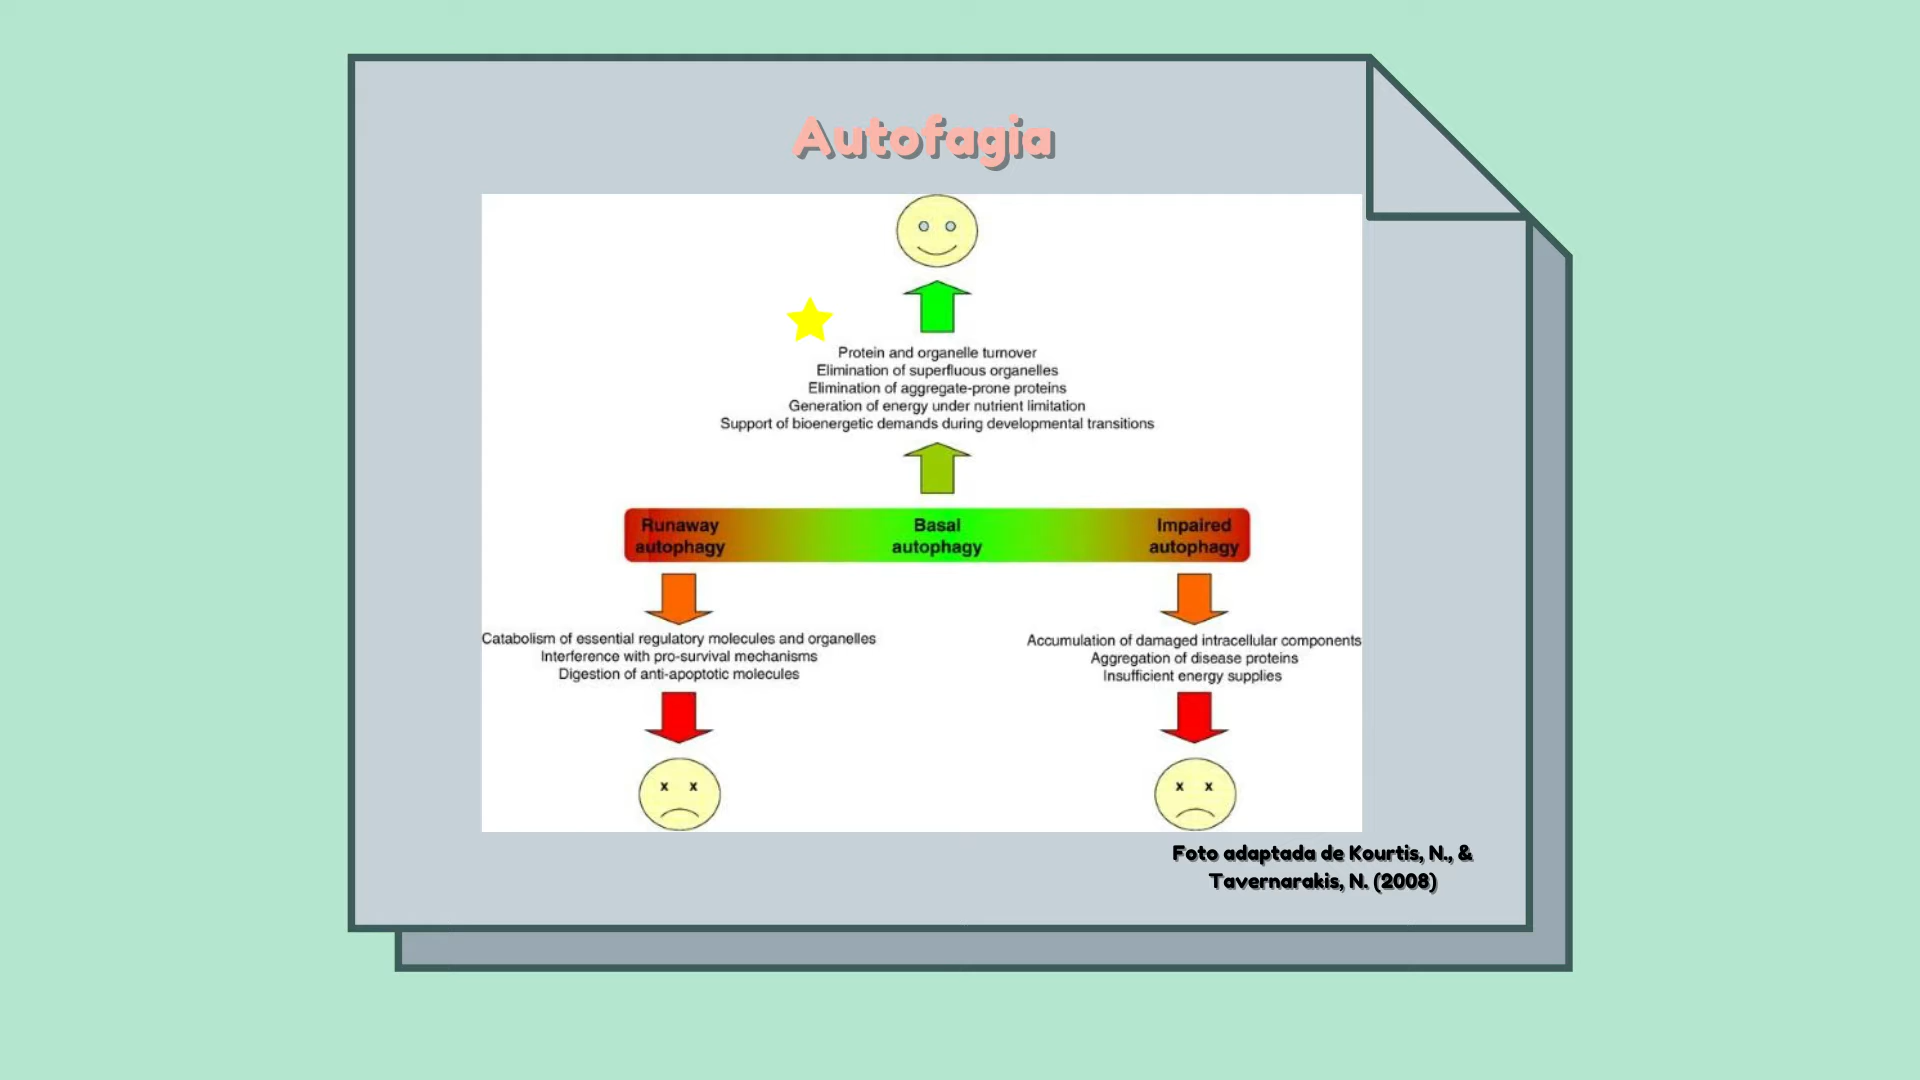 Autofagia
Protein and organelle turnover
Elimination of superfluous organelles
Elimination of aggregate-prone proteins
Generation of energy under nutrient limitation
Support of bioenergetic demands during developmental transitions
Runaway
autophagy
Basal
autophagy
Impaired
autophagy
Catabolism of essential regulatory molecules and organelles
Interference with pro-survival mechanisms
Digestion of anti-apoptotic molecules
Accumulation of damaged intracellular components
Aggregation of disease proteins
Insufficient energy supplies
Foto adaptada de Kourtis, N., &
Tavernarakis, N. (2008)